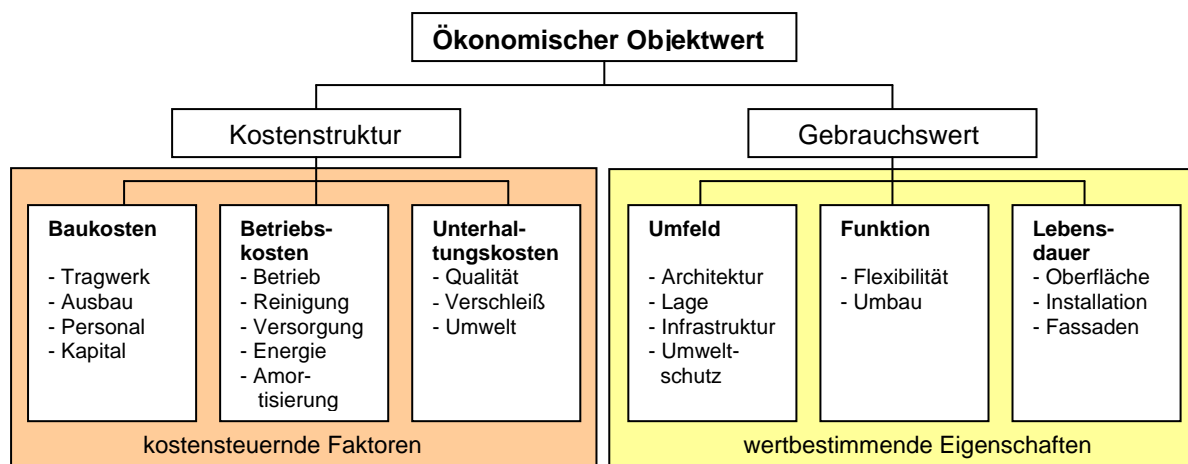 Ökonomischer Objektwert
Kostenstruktur
Gebrauchswert
Baukosten
- Tragwerk
- Ausbau
- Personal
- Kapital
Betriebs-
kosten
- Betrieb
- Reinigung
- Versorgung
- Energie
- Amor-
tisierung
Unterhal-
tungskosten
- Qualität
- Verschleiß
- Umwelt
kostensteuernde Faktoren
Umfeld
- Architektur
- Lage
- Infrastruktur
- Umwelt-
schutz
Funktion
- Flexibilität
- Umbau
Lebens-
dauer
- Oberfläche
- Installation
- Fassaden
wertbestimmende Eigenschaften